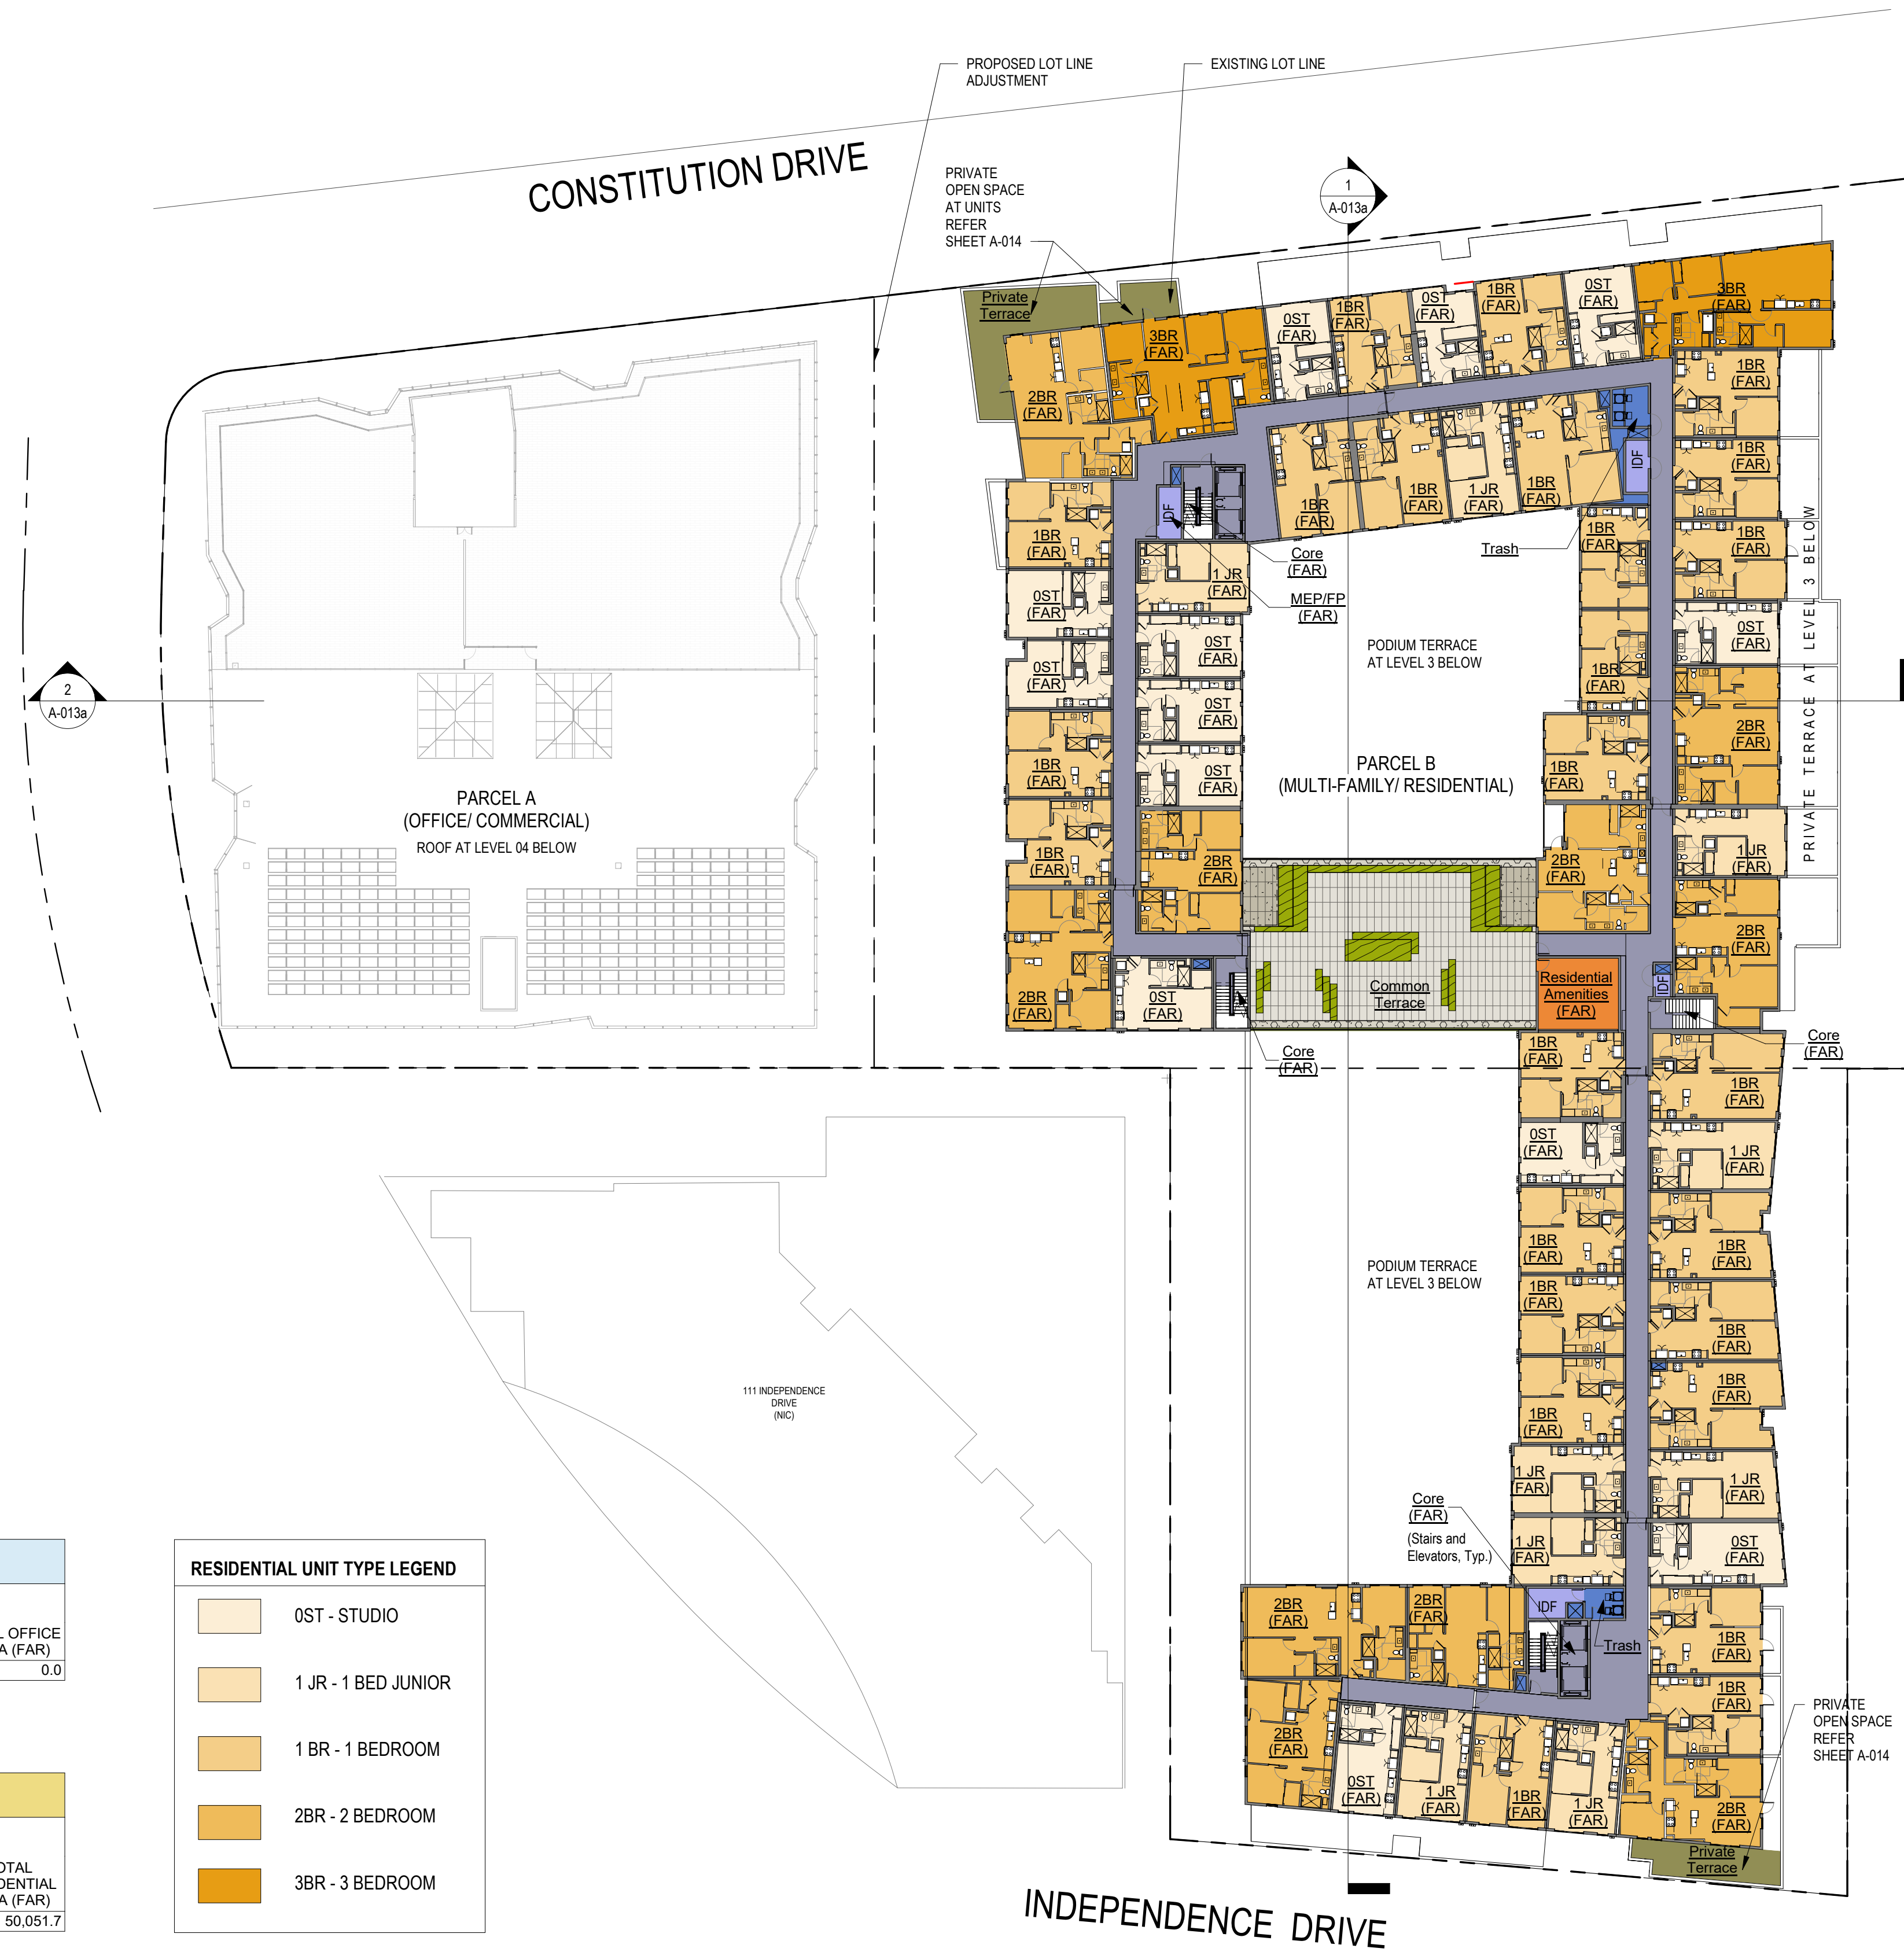 PROPOSED LOT LINE
ADJUSTMENT
EXISTING LOT LINE
CONSTITUTION DRIVE
PRIVATE
OPEN SPACE
AT UNITS
REFER
SHEET A-014
1
A-013a
Private
Terrace
2BR
(FAR)
3BR
(FAR)
0ST
(FAR)
1BR
(FAR)
0ST
(FAR)
1BR
(FAR)
0ST
(FAR)
3BR
(FAR)
1BR
(FAR)
1BR
(FAR)
1 JR
(FAR)
1BR
(FAR)
IDF
Trash
1BR
(FAR)
1BR
(FAR)
1BR
(FAR)
0ST
(FAR)
2BR
(FAR)
1 JR
(FAR)
2BR
(FAR)
PRIVATE TERRACE AT LEVEL 3 BELOW
1BR
(FAR)
1BR
(FAR)
1BR
(FAR)
2BR
(FAR)
IDF
Core
(FAR)
MEP/FP
(FAR)
1BR
(FAR)
0ST
(FAR)
0ST
(FAR)
1BR
(FAR)
1BR
(FAR)
2BR
(FAR)
1 JR
(FAR)
0ST
(FAR)
0ST
(FAR)
0ST
(FAR)
2BR
(FAR)
0ST
(FAR)
Core
(FAR)
PODIUM TERRACE
AT LEVEL 3 BELOW
PARCEL B
(MULTI-FAMILY/ RESIDENTIAL)
Common
Terrace
Residential
Amenities
(FAR)
IDF
Core
(FAR)
2
A-013a
PARCEL A
(OFFICE/ COMMERCIAL)
ROOF AT LEVEL 04 BELOW
1BR
(FAR)
0ST
(FAR)
1BR
(FAR)
1BR
(FAR)
1BR
(FAR)
1 JR
(FAR)
1 JR
(FAR)
1BR
(FAR)
1 JR
(FAR)
1BR
(FAR)
1BR
(FAR)
1BR
(FAR)
1 JR
(FAR)
0ST
(FAR)
1BR
(FAR)
1BR
(FAR)
2BR
(FAR)
PODIUM TERRACE
AT LEVEL 3 BELOW
111 INDEPENDENCE
DRIVE
(NIC)
Core
(FAR)
(Stairs and
Elevators, Typ.)
IDF
Trash
2BR
(FAR)
2BR
(FAR)
2BR
(FAR)
0ST
(FAR)
1 JR
(FAR)
1BR
(FAR)
1 JR
(FAR)
Private
Terrace
PRIVATE
OPEN SPACE
REFER
SHEET A-014
INDEPENDENCE DRIVE
L OFFICE
A (FAR)
0.0
OTAL
DENTIAL
A (FAR)
50,051.7
RESIDENTIAL UNIT TYPE LEGEND
0ST - STUDIO
1 JR - 1 BED JUNIOR
1 BR - 1 BEDROOM
2BR - 2 BEDROOM
3BR - 3 BEDROOM